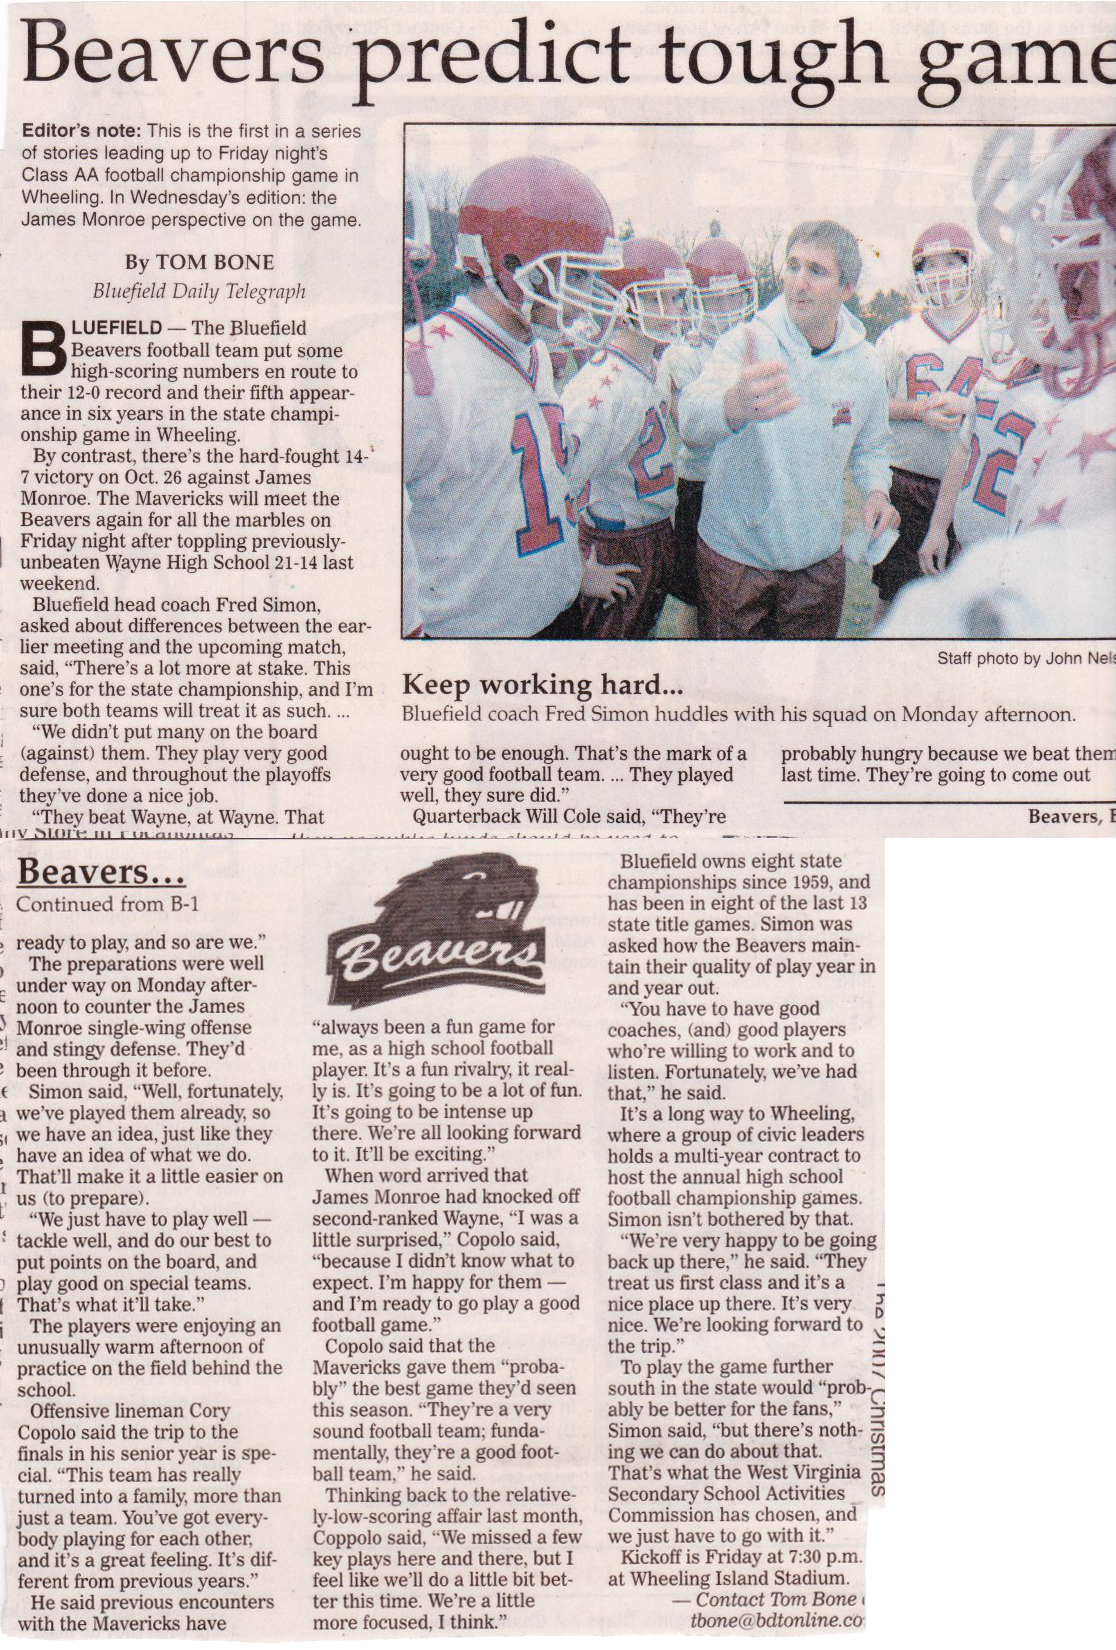 Beavers predict tough game
Editor's note: This is the first in a series
of stories leading up to Friday night's
Class AA football championship game in
Wheeling. In Wednesday's edition: the
James Monroe perspective on the game.
By TOM BONE
Bluefield Daily Telegraph
BLUEFIELD — The Bluefield
Beavers football team put some
high-scoring numbers en route to
their 12-0 record and their fifth appear-
ance in six years in the state champi-
onship game in Wheeling.
By contrast, there's the hard-fought 14-
7 victory on Oct. 26 against James
Monroe. The Mavericks will meet the
Beavers again for all the marbles on
Friday night after toppling previously-
unbeaten Wayne High School 21-14 last
weekend.
Bluefield head coach Fred Simon,
asked about differences between the ear-
lier meeting and the upcoming match,
said, "There's a lot more at stake. This
one's for the state championship, and I'm
sure both teams will treat it as such. ...
"We didn't put many on the board
(against) them. They play very good
defense, and throughout the playoffs
they've done a nice job.
"They beat Wayne, at Wayne. That
15
2
64
52
Staff photo by John Nels
Keep working hard...
Bluefield coach Fred Simon huddles with his squad on Monday afternoon.
ought to be enough. That's the mark of a
very good football team. ... They played
well, they sure did."
Quarterback Will Cole said, "They're
probably hungry because we beat them
last time. They're going to come out
Beavers,
Beavers...
Continued from B-1
ready to play, and so are we."
The preparations were well
under way on Monday after-
noon to counter the James
Monroe single-wing offense
and stingy defense. They'd
been through it before.
Simon said, "Well, fortunately,
we've played them already, so
we have an idea, just like they
have an idea of what we do.
That'll make it a little easier on
us (to prepare).
"We just have to play well —
tackle well, and do our best to
put points on the board, and
play good on special teams.
That's what it'll take."
The players were enjoying an
unusually warm afternoon of
practice on the field behind the
school.
Offensive lineman Cory
Copolo said the trip to the
finals in his senior year is spe-
cial. "This team has really
turned into a family, more than
just a team. You've got every-
body playing for each other,
and it's a great feeling. It's dif-
ferent from previous years."
He said previous encounters
with the Mavericks have
Beavers
"always been a fun game for
me, as a high school football
player. It's a fun rivalry, it real-
ly is. It's going to be a lot of fun.
It's going to be intense up
there. We're all looking forward
to it. It'll be exciting."
When word arrived that
James Monroe had knocked off
second-ranked Wayne, "I was a
little surprised," Copolo said,
"because I didn't know what to
expect. I'm happy for them —
and I'm ready to go play a good
football game."
Copolo said that the
Mavericks gave them "proba-
bly" the best game they'd seen
this season. "They're a very
sound football team; funda-
mentally, they're a good foot-
ball team," he said.
Thinking back to the relative-
ly-low-scoring affair last month,
Coppolo said, "We missed a few
key plays here and there, but I
feel like we'll do a little bit bet-
ter this time. We're a little
more focused, I think."
Bluefield owns eight state
championships since 1959, and
has been in eight of the last 13
state title games. Simon was
asked how the Beavers main-
tain their quality of play year in
and year out.
"You have to have good
coaches, (and) good players
who're willing to work and to
listen. Fortunately, we've had
that," he said.
It's a long way to Wheeling,
where a group of civic leaders
holds a multi-year contract to
host the annual high school
football championship games.
Simon isn't bothered by that.
"We're very happy to be going
back up there," he said. "They
treat us first class and it's a
nice place up there. It's very
nice. We're looking forward to
the trip."
To play the game further
south in the state would "prob-
ably be better for the fans,"
Simon said, "but there's noth-
ing we can do about that.
That's what the West Virginia
Secondary School Activities
Commission has chosen, and
we just have to go with it."
Kickoff is Friday at 7:30 p.m.
at Wheeling Island Stadium.
— Contact Tom Bone
tbone@bdtonline.co
The 2007 Christmas